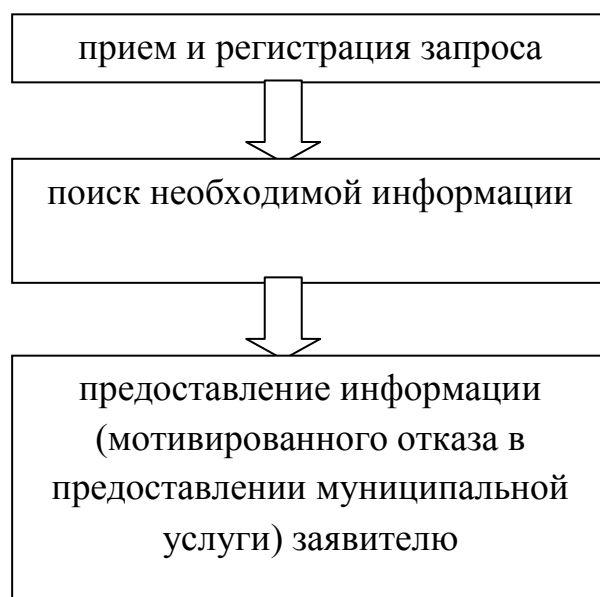 прием и регистрация запроса
поиск необходимой информации
предоставление информации
(мотивированного отказа в
предоставлении муниципальной
услуги) заявителю